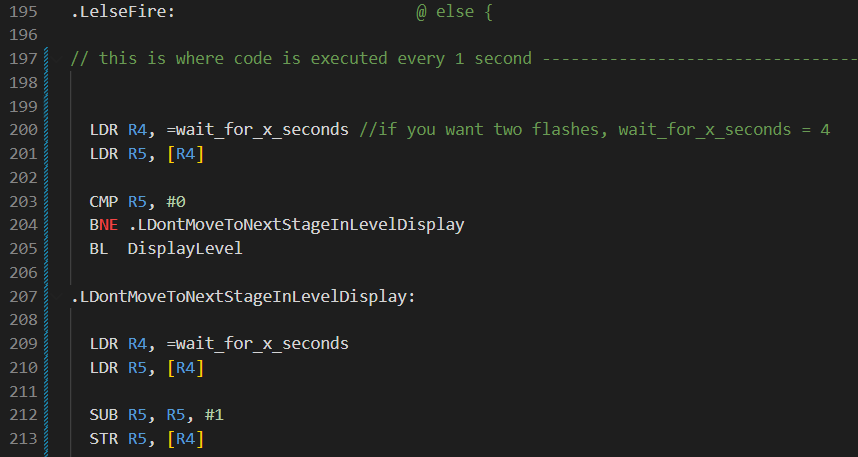 195 .LelseFire: @ else {
196
197 // this is where code is executed every 1 second ---------------------------------
198
199
200 LDR R4, =wait_for_x_seconds //if you want two flashes, wait_for_x_seconds = 4
201 LDR R5, [R4]
202
203 CMP R5, #0
204 BNE .LDontMoveToNextStageInLevelDisplay
205 BL  DisplayLevel
206
207 .LDontMoveToNextStageInLevelDisplay:
208
209 LDR R4, =wait_for_x_seconds
210 LDR R5, [R4]
211
212 SUB R5, R5, #1
213 STR R5, [R4]